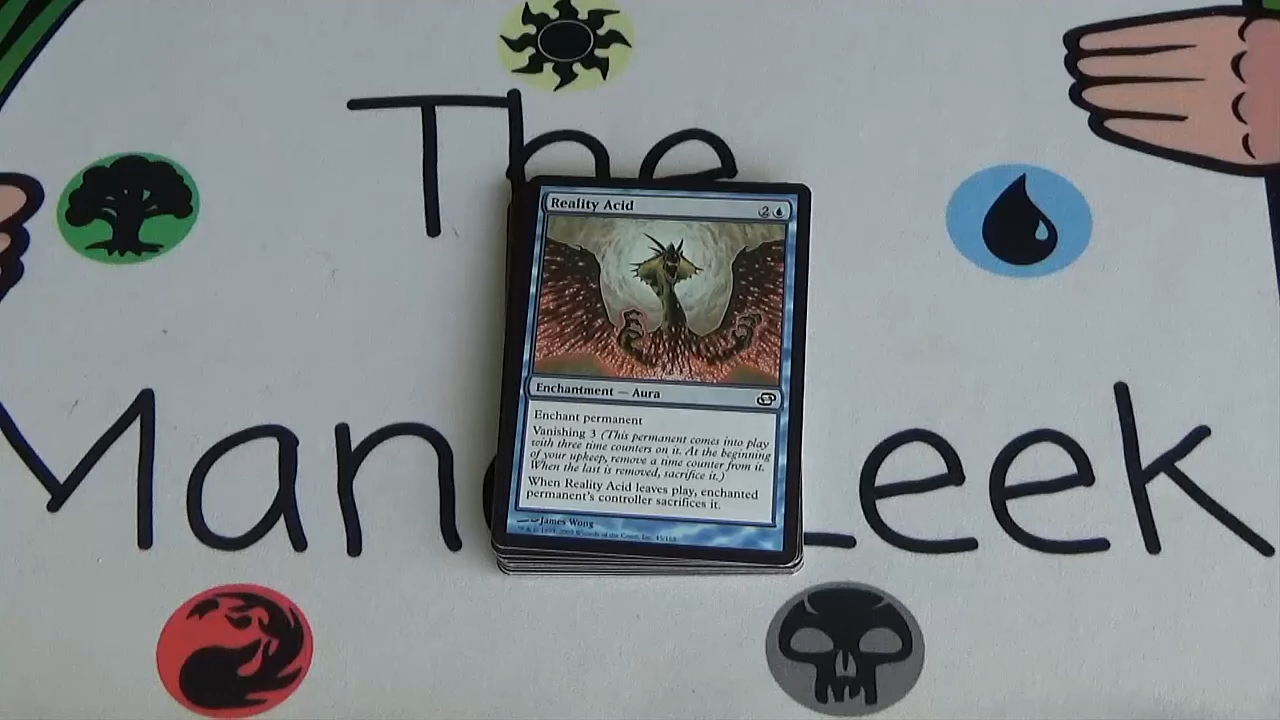 The
Reality Acid 2
Enchantment — Aura
Enchant permanent
Vanishing 3 (This permanent comes into play
with three time counters on it. At the beginning
of your upkeep, remove a time counter from it.
When the last is removed, sacrifice it.)
When Reality Acid leaves play, enchanted
permanent's controller sacrifices it.
James Wong
Man Leek